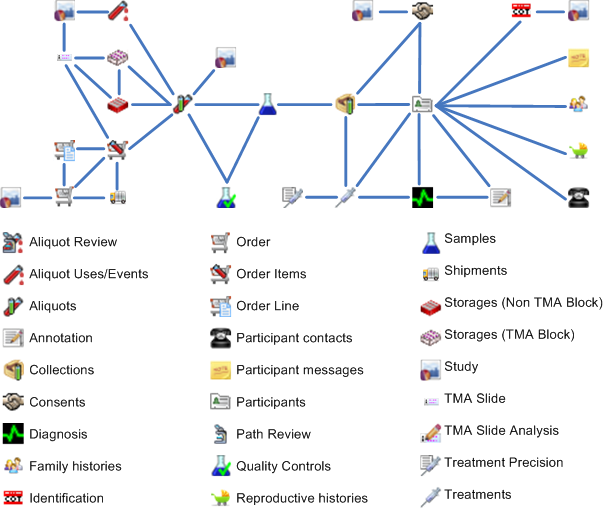 Aliquot Review
Aliquot Uses/Events
Aliquots
Annotation
Collections
Consents
Diagnosis
Family histories
Identification
Order
Order Items
Order Line
Participant contacts
Participant messages
Participants
Path Review
Quality Controls
Reproductive histories
Samples
Shipments
Storages (Non TMA Block)
Storages (TMA Block)
Study
TMA Slide
TMA Slide Analysis
Treatment Precision
Treatments